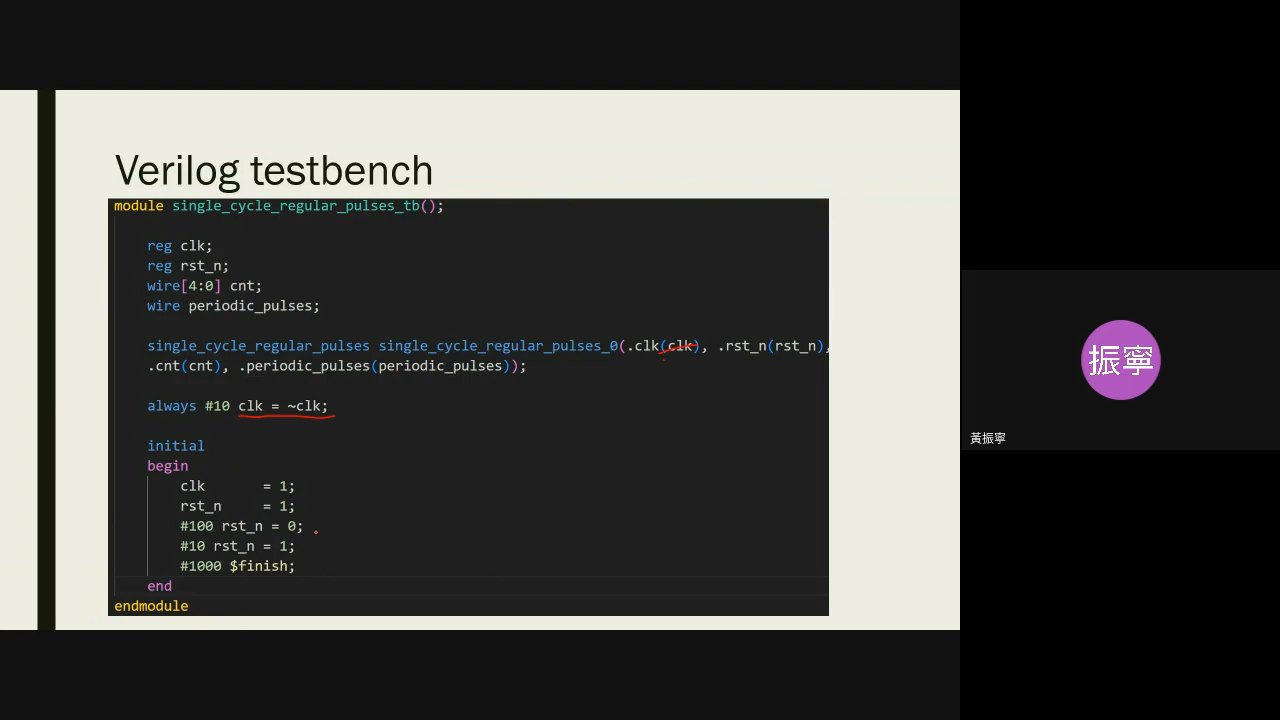 Verilog testbench
module single_cycle_regular_pulses_tb();
reg clk;
reg rst_n;
wire[4:0] cnt;
wire periodic_pulses;
single_cycle_regular_pulses single_cycle_regular_pulses_0(.clk(clk), .rst_n(rst_n),
.cnt(cnt), .periodic_pulses(periodic_pulses));
always #10 clk = ~clk;
initial
begin
clk = 1;
rst_n = 1;
#100 rst_n = 0;
#10 rst_n = 1;
#1000 $finish;
end
endmodule
振寧
黃振寧